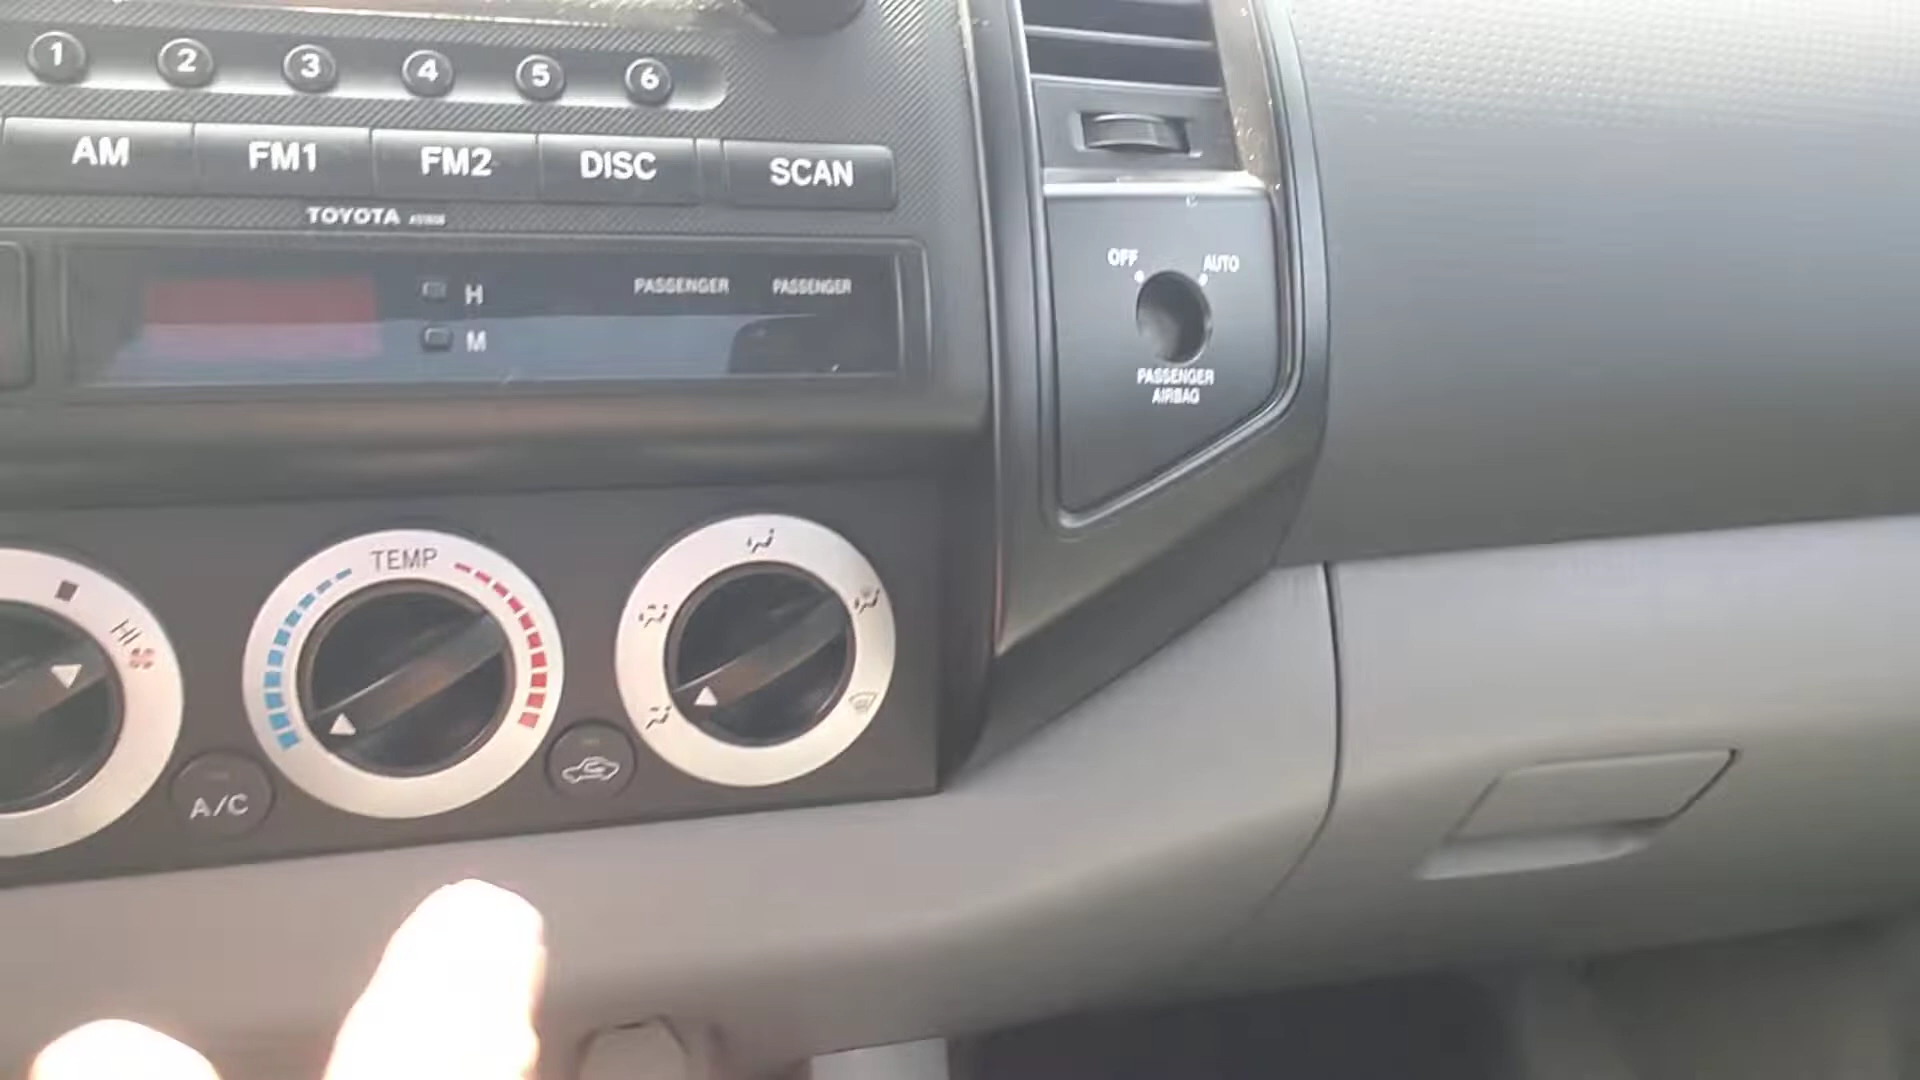 1 2 3 4 5 6
AM FM1 FM2 DISC SCAN
TOYOTA
H
M
PASSENGER PASSENGER
OFF AUTO
PASSENGER
AIRBAG
HI
TEMP
A/C